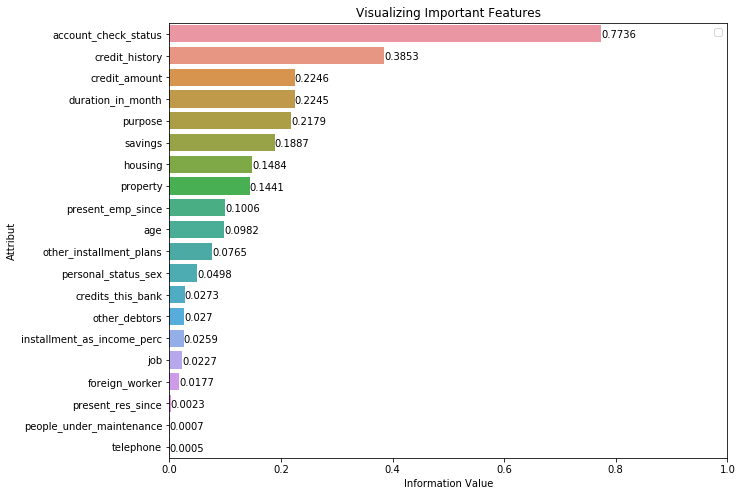 Visualizing Important Features
account_check_status 0.7736
credit_history 0.3853
credit_amount 0.2246
duration_in_month 0.2245
purpose 0.2179
savings 0.1887
housing 0.1484
property 0.1441
present_emp_since 0.1006
age 0.0982
other_installment_plans 0.0765
personal_status_sex 0.0498
credits_this_bank 0.0273
other_debtors 0.027
installment_as_income_perc 0.0259
job 0.0227
foreign_worker 0.0177
present_res_since 0.0023
people_under_maintenance 0.0007
telephone 0.0005
Attribut
0.0 0.2 0.4 0.6 0.8 1.0
Information Value